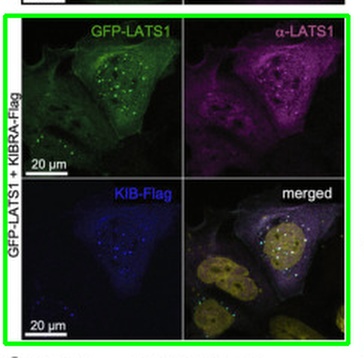 GFP-LATS1 + KIBRA-Flag
GFP-LATS1
α-LATS1
20 µm
KIB-Flag
merged
20 µm